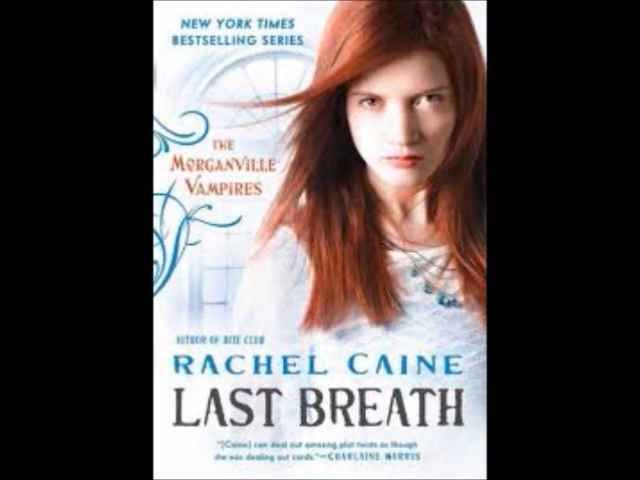 NEW YORK TIMES
BESTSELLING SERIES
THE
MORGANVILLE
VAMPIRES
AUTHOR OF BITE CLUB
RACHEL CAINE
LAST BREATH
"[Caine] can deal out amazing plot twists as though
she was dealing out cards."—CHARLAINE HARRIS